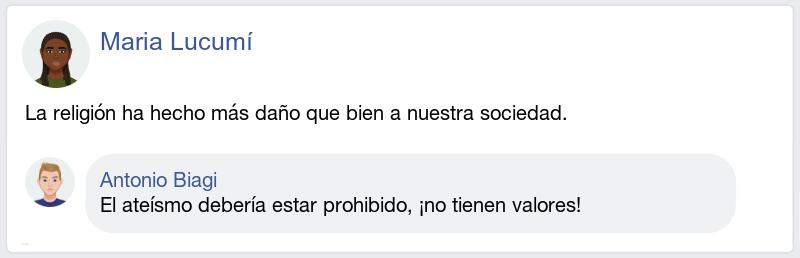 Maria Lucumí
La religión ha hecho más daño que bien a nuestra sociedad.
Antonio Biagi
El ateísmo debería estar prohibido, ¡no tienen valores!